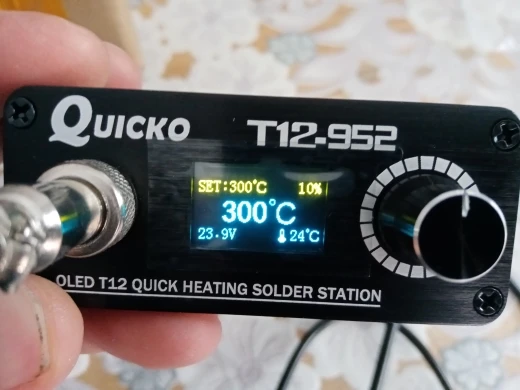 QUICKO T12-952
SET:300°C 10%
300°C
23.9V 24°C
OLED T12 QUICK HEATING SOLDER STATION